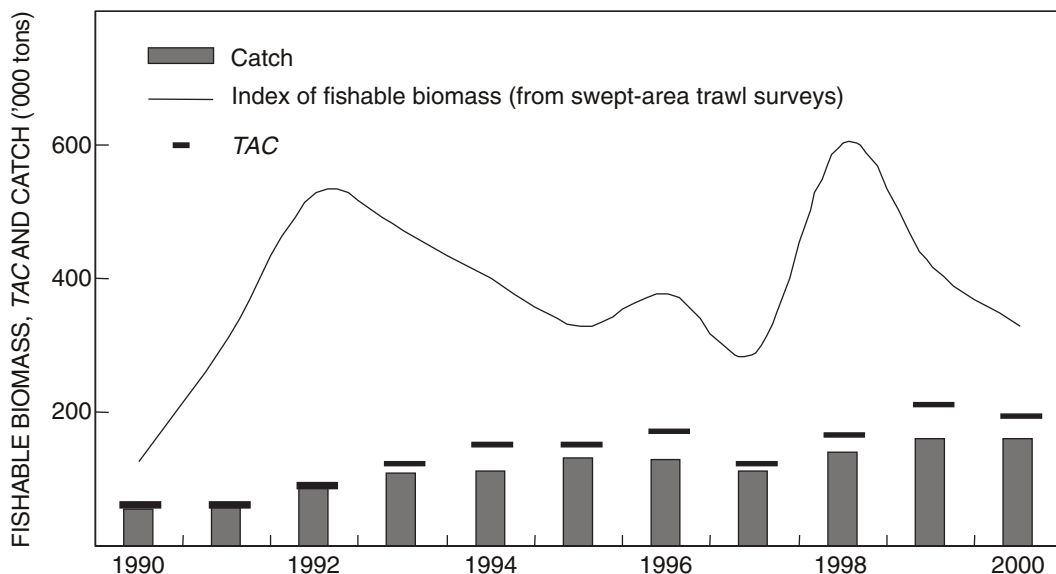 FISHABLE BIOMASS, TAC AND CATCH ('000 tons)
Catch
Index of fishable biomass (from swept-area trawl surveys)
TAC
600
400
200
1990
1992
1994
1996
1998
2000